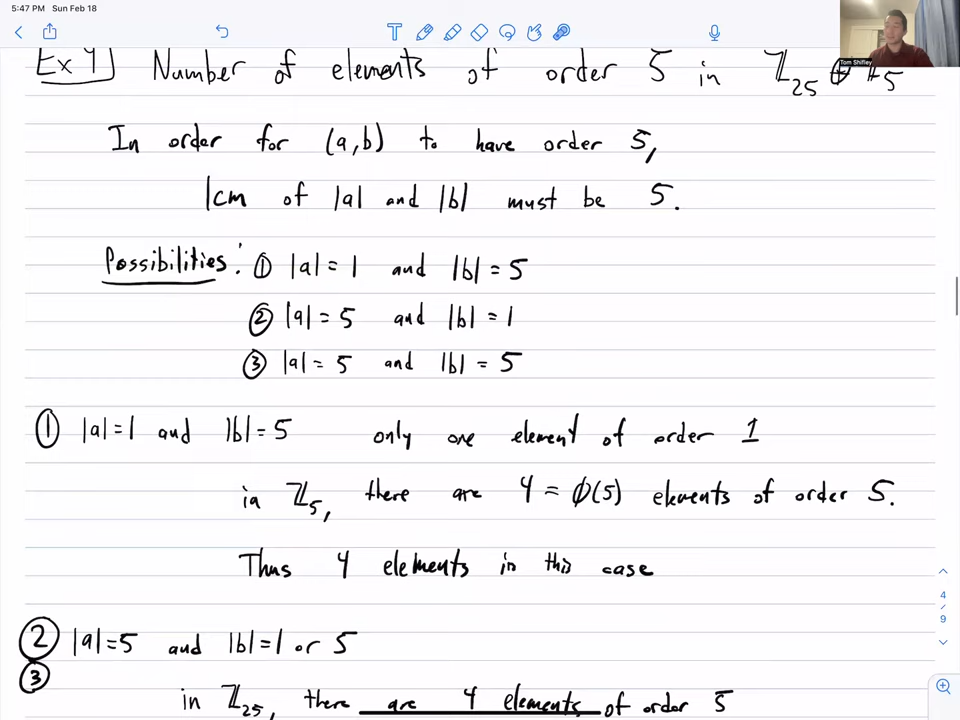 5:47 PM Sun Feb 18
Tom Shifley
Ex 4] Number of elements of order 5 in ℤ₂₅ ⊕ ℤ₅
In order for (a,b) to have order 5,
lcm of |a| and |b| must be 5.
Possibilities: ① |a| = 1 and |b| = 5
② |a| = 5 and |b| = 1
③ |a| = 5 and |b| = 5
① |a|=1 and |b|=5 only one element of order 1
in ℤ₅, there are 4 = ϕ(5) elements of order 5.
Thus 4 elements in this case
② |a|=5 and |b|=1 or 5
③
in ℤ₂₅, there are 4 elements of order 5
4
/
9